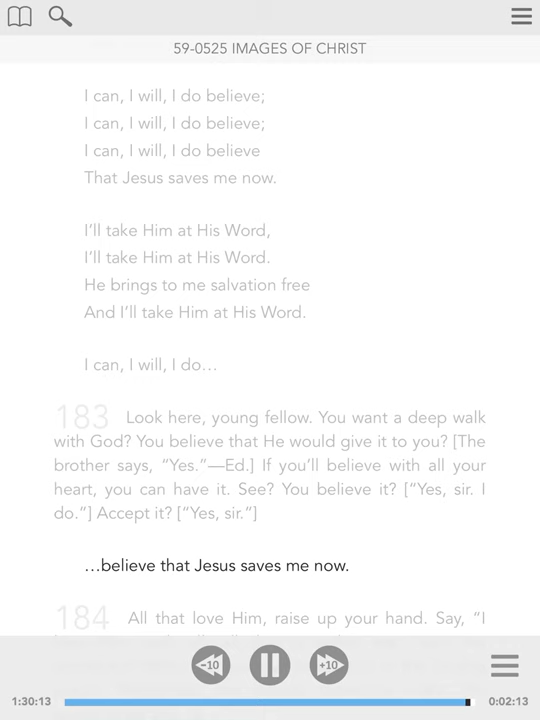 59-0525 IMAGES OF CHRIST
I can, I will, I do believe;
I can, I will, I do believe;
I can, I will, I do believe
That Jesus saves me now.
I’ll take Him at His Word,
I’ll take Him at His Word.
He brings to me salvation free
And I’ll take Him at His Word.
I can, I will, I do…
183 Look here, young fellow. You want a deep walk
with God? You believe that He would give it to you? [The
brother says, “Yes.”—Ed.] If you’ll believe with all your
heart, you can have it. See? You believe it? [“Yes, sir. I
do.”] Accept it? [“Yes, sir.”]
…believe that Jesus saves me now.
184 All that love Him, raise up your hand. Say, “I
-10
+10
1:30:13
0:02:13